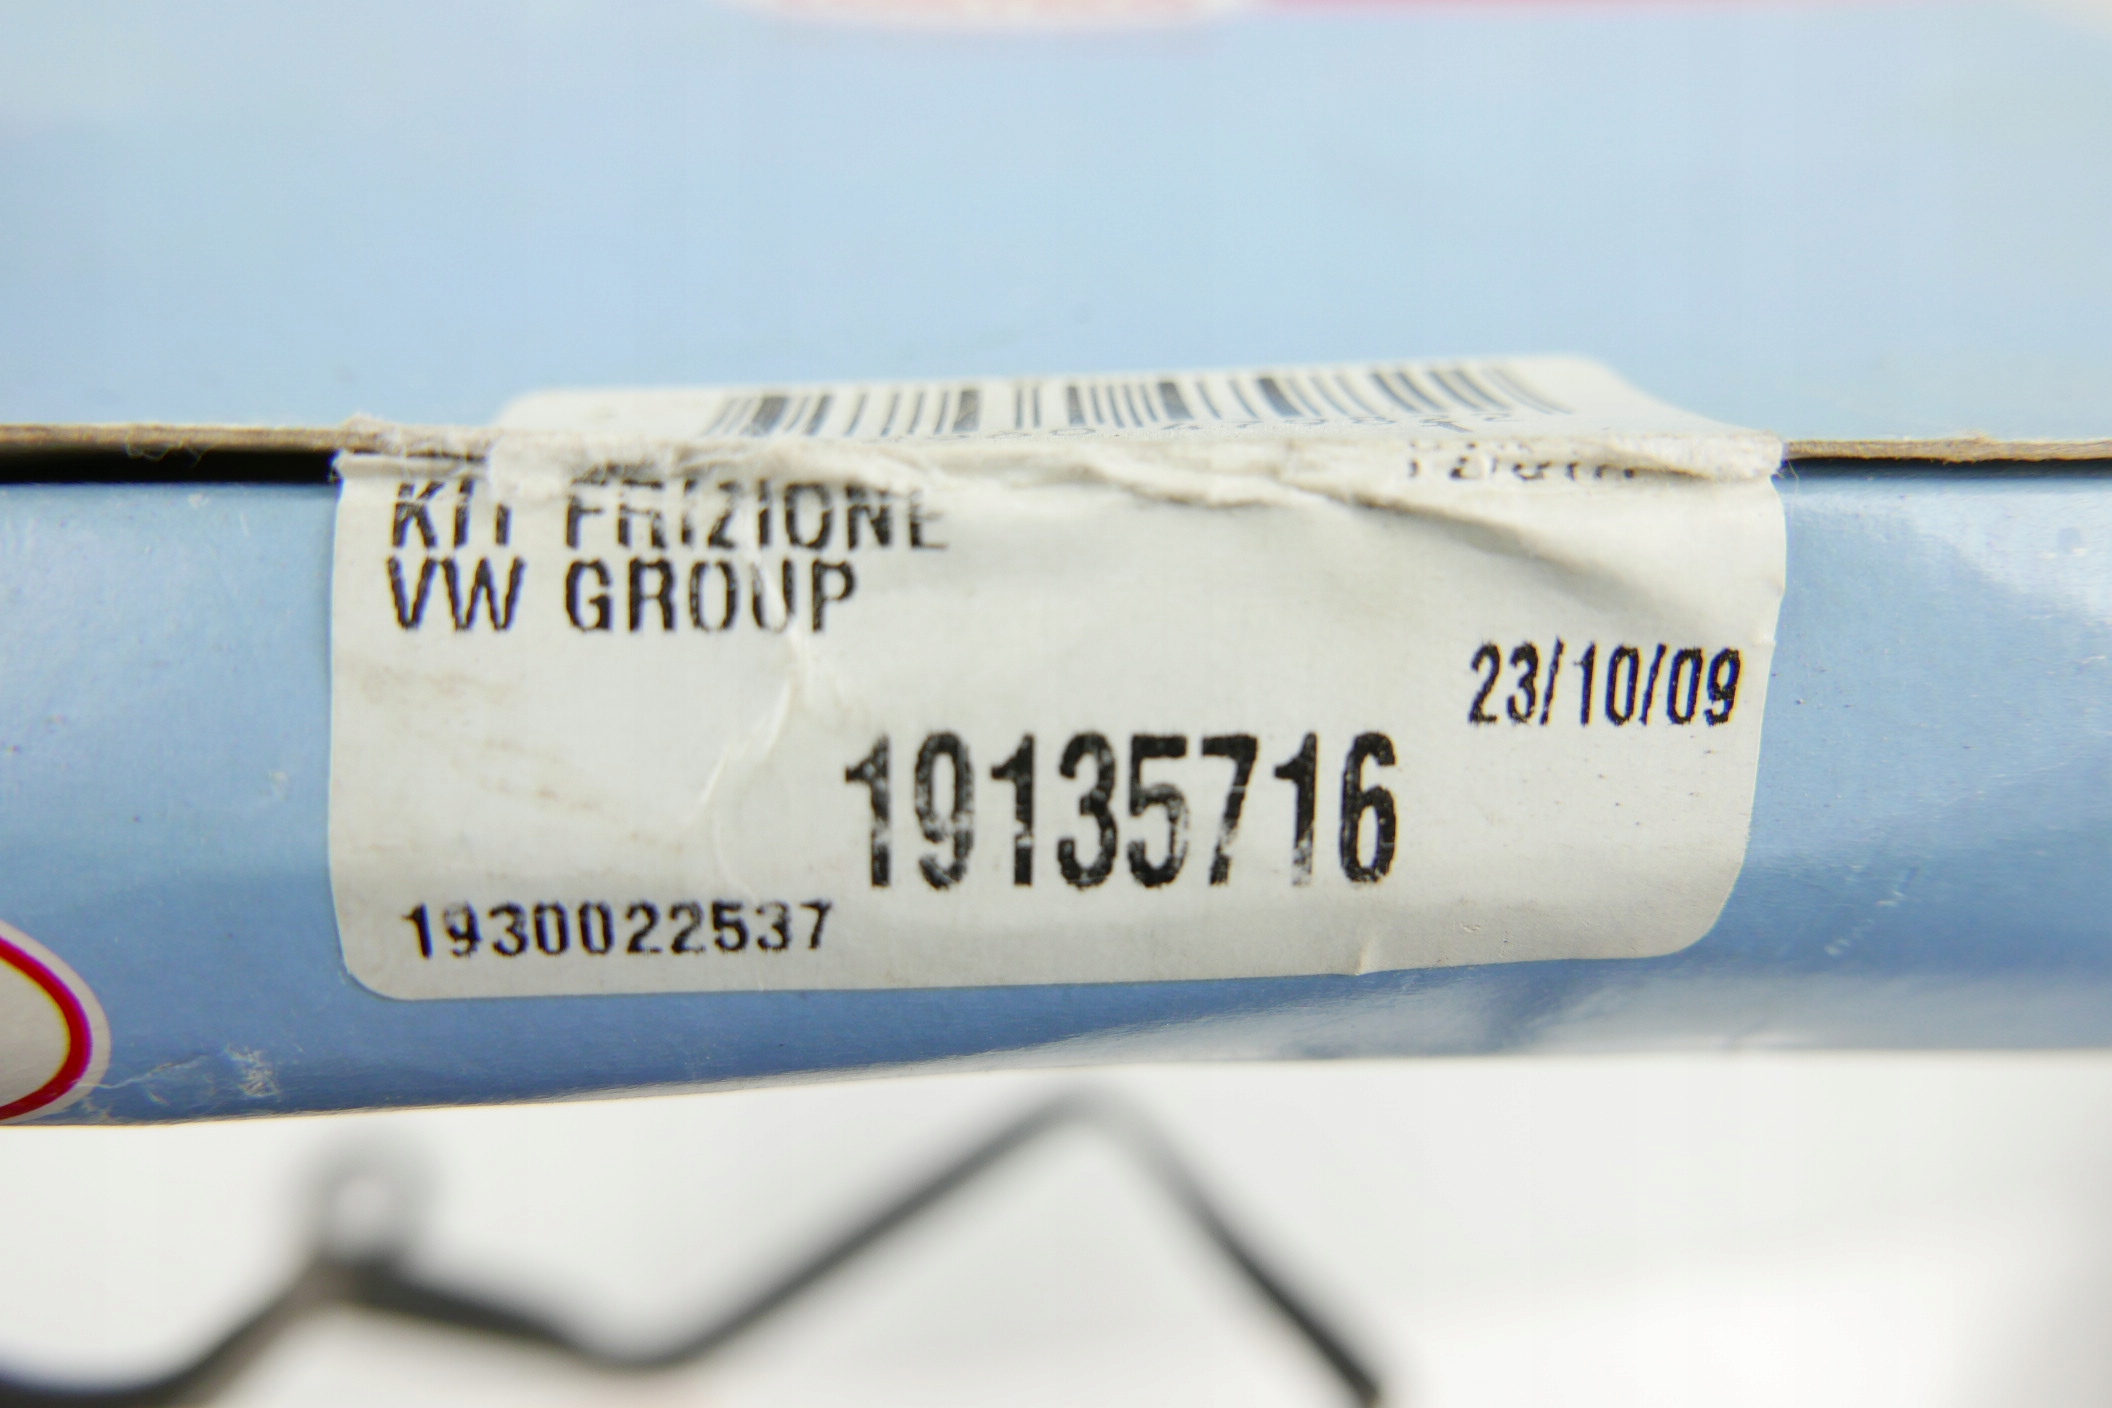 KIT FRIZIONE
VW GROUP
23/10/09
19135716
1930022537